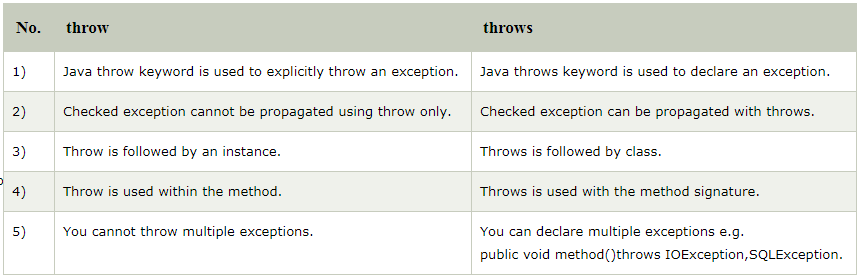 No. throw throws
1) Java throw keyword is used to explicitly throw an exception. Java throws keyword is used to declare an exception.
2) Checked exception cannot be propagated using throw only. Checked exception can be propagated with throws.
3) Throw is followed by an instance. Throws is followed by class.
4) Throw is used within the method. Throws is used with the method signature.
5) You cannot throw multiple exceptions. You can declare multiple exceptions e.g.
public void method()throws IOException,SQLException.